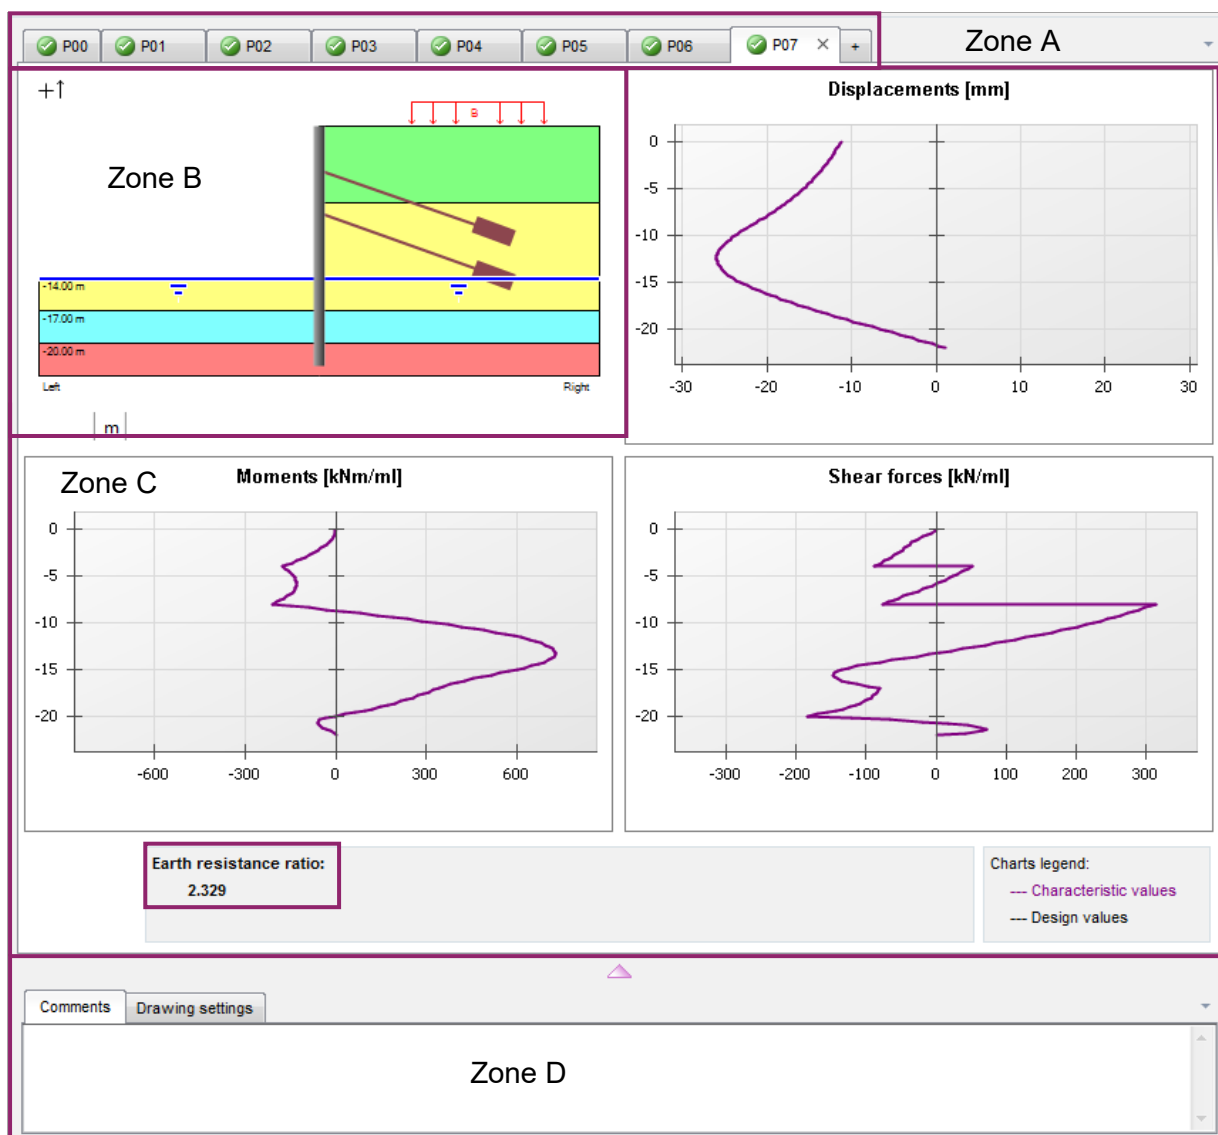 P00 P01 P02 P03 P04 P05 P06 P07 × + Zone A
+↑
B
Zone B
-14.00 m
-17.00 m
-20.00 m
Left Right
m
Displacements [mm]
0
-5
-10
-15
-20
-30 -20 -10 0 10 20 30
Zone C
Moments [kNm/ml]
0
-5
-10
-15
-20
-600 -300 0 300 600
Shear forces [kN/ml]
0
-5
-10
-15
-20
-300 -200 -100 0 100 200 300
Earth resistance ratio:
2.329
Charts legend:
--- Characteristic values
--- Design values
Comments Drawing settings
Zone D